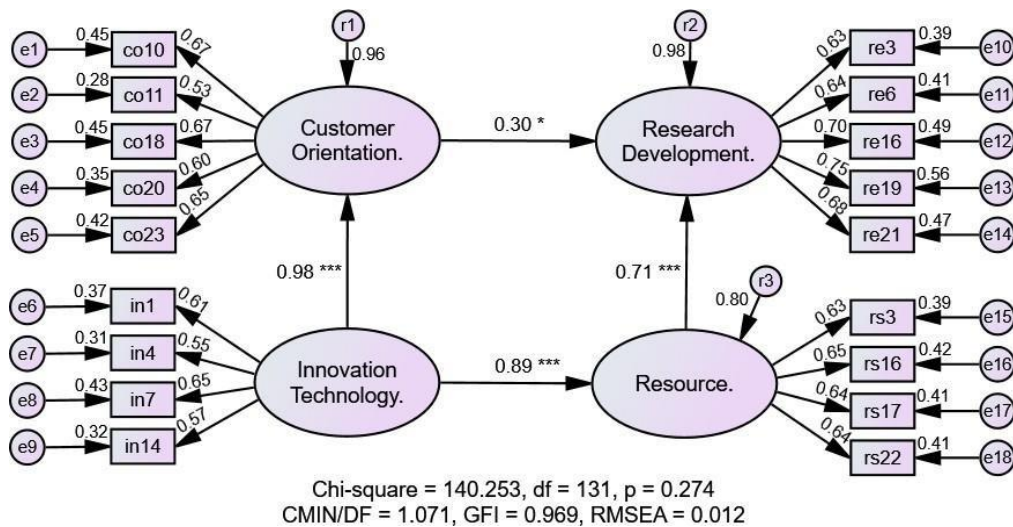 r1
r2
e1 0.45 co10 0.67 0.96 0.98 0.63 re3 0.39 e10
e2 0.28 co11 0.53 0.64 re6 0.41 e11
e3 0.45 co18 0.67 Customer Orientation. 0.30 * Research Development. 0.70 re16 0.49 e12
e4 0.35 co20 0.60 0.75 re19 0.56 e13
e5 0.42 co23 0.65 0.68 re21 0.47 e14
0.98 *** 0.71 ***
r3
0.80
e6 0.37 in1 0.61 0.63 rs3 0.39 e15
e7 0.31 in4 0.55 0.65 rs16 0.42 e16
e8 0.43 in7 0.65 Innovation Technology. 0.89 *** Resource. 0.64 rs17 0.41 e17
e9 0.32 in14 0.57 0.64 rs22 0.41 e18
Chi-square = 140.253, df = 131, p = 0.274
CMIN/DF = 1.071, GFI = 0.969, RMSEA = 0.012